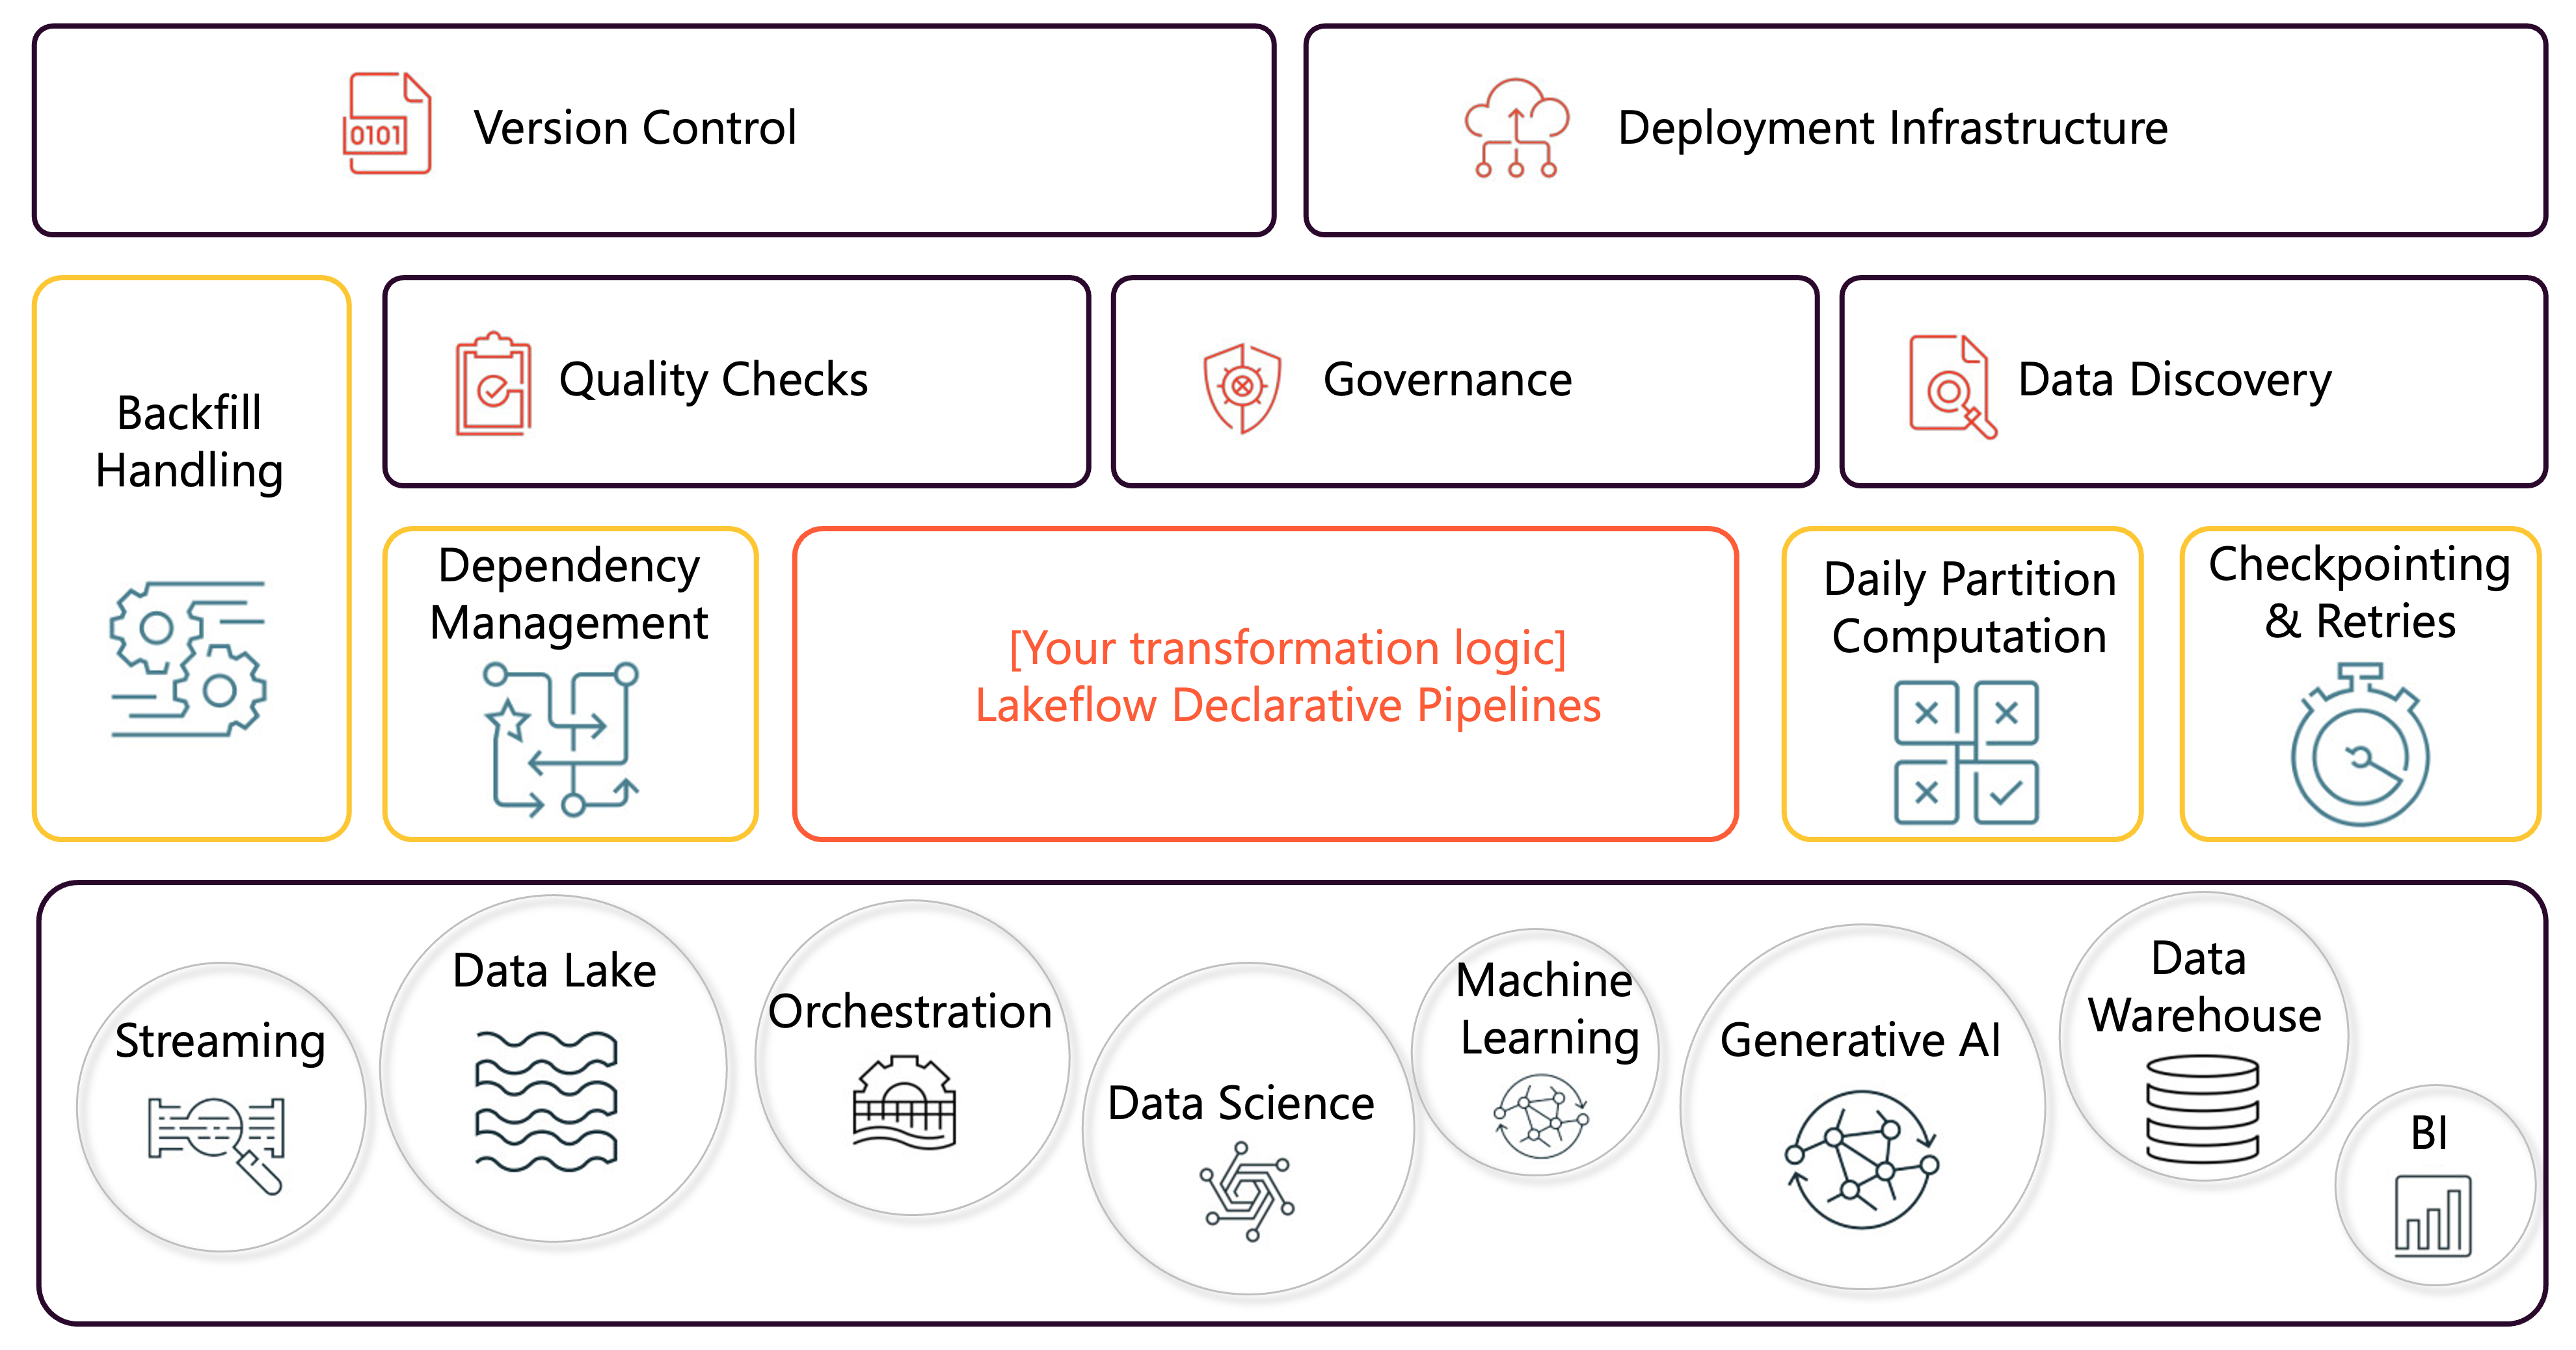 Version Control
Deployment Infrastructure
Backfill
Handling
Quality Checks
Governance
Data Discovery
Dependency
Management
[Your transformation logic]
Lakeflow Declarative Pipelines
Daily Partition
Computation
Checkpointing
& Retries
Streaming
Data Lake
Orchestration
Data Science
Machine
Learning
Generative AI
Data
Warehouse
BI
0101